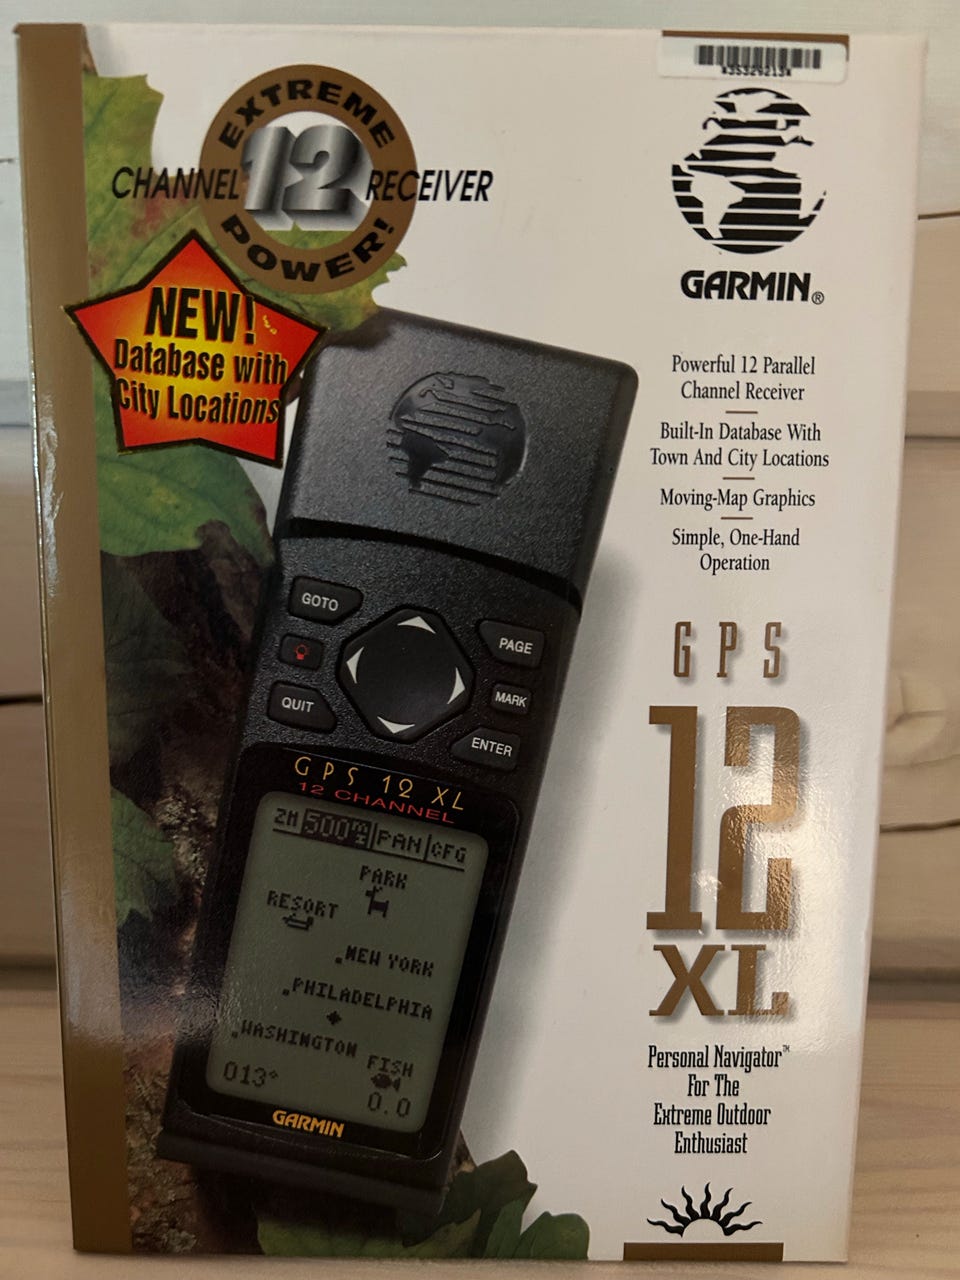 *35329213*
EXTREME
CHANNEL 12 RECEIVER
POWER!
GARMIN®
NEW!
Database with
City Locations
Powerful 12 Parallel
Channel Receiver
Built-In Database With
Town And City Locations
Moving-Map Graphics
Simple, One-Hand
Operation
GOTO
PAGE
QUIT
MARK
ENTER
GPS 12 XL
12 CHANNEL
ZM 500mi PAN CFG
PARK
RESORT
NEW YORK
PHILADELPHIA
WASHINGTON
FISH
013°
0.0
GARMIN
GPS
12
XL
Personal Navigator™
For The
Extreme Outdoor
Enthusiast